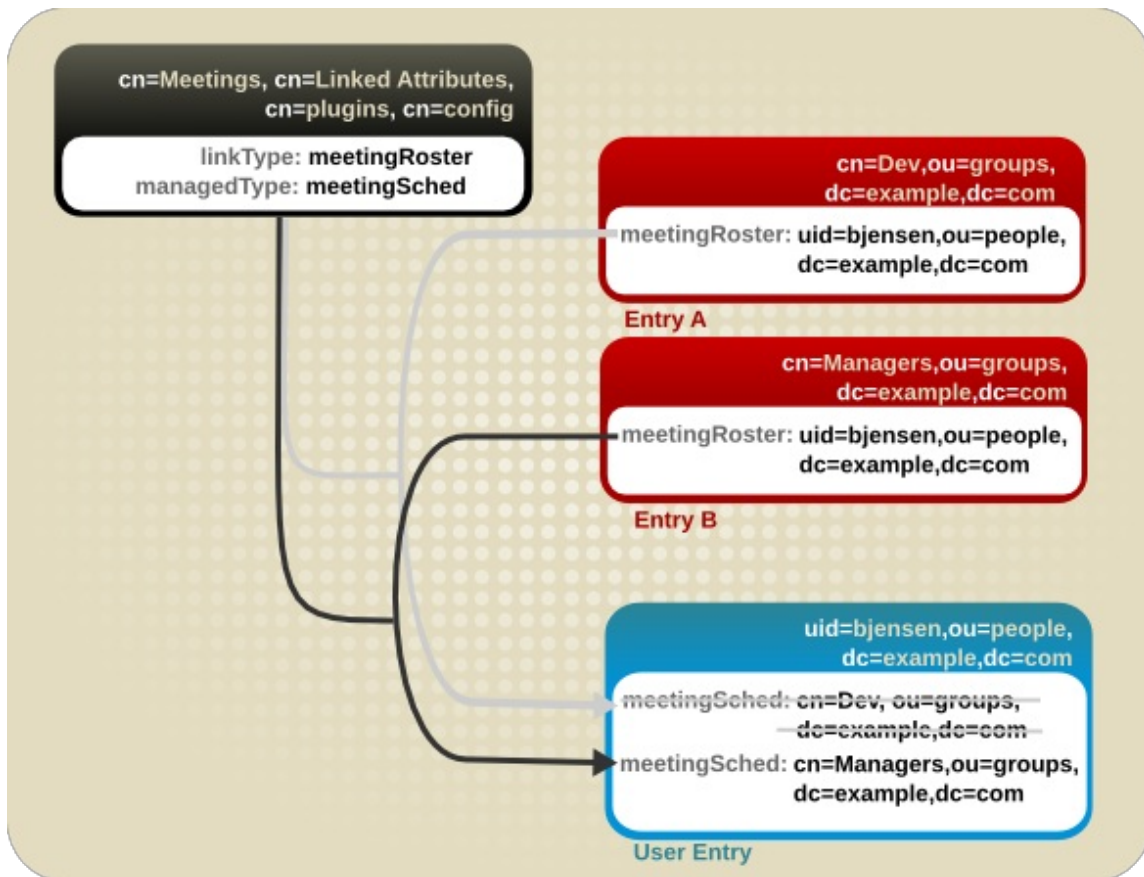 cn=Meetings, cn=Linked Attributes,
cn=plugins, cn=config
linkType: meetingRoster
managedType: meetingSched
cn=Dev,ou=groups,
dc=example,dc=com
meetingRoster: uid=bjensen,ou=people,
dc=example,dc=com
Entry A
cn=Managers,ou=groups,
dc=example,dc=com
meetingRoster: uid=bjensen,ou=people,
dc=example,dc=com
Entry B
uid=bjensen,ou=people,
dc=example,dc=com
meetingSched: cn=Dev, ou=groups,
dc=example,dc=com
meetingSched: cn=Managers,ou=groups,
dc=example,dc=com
User Entry